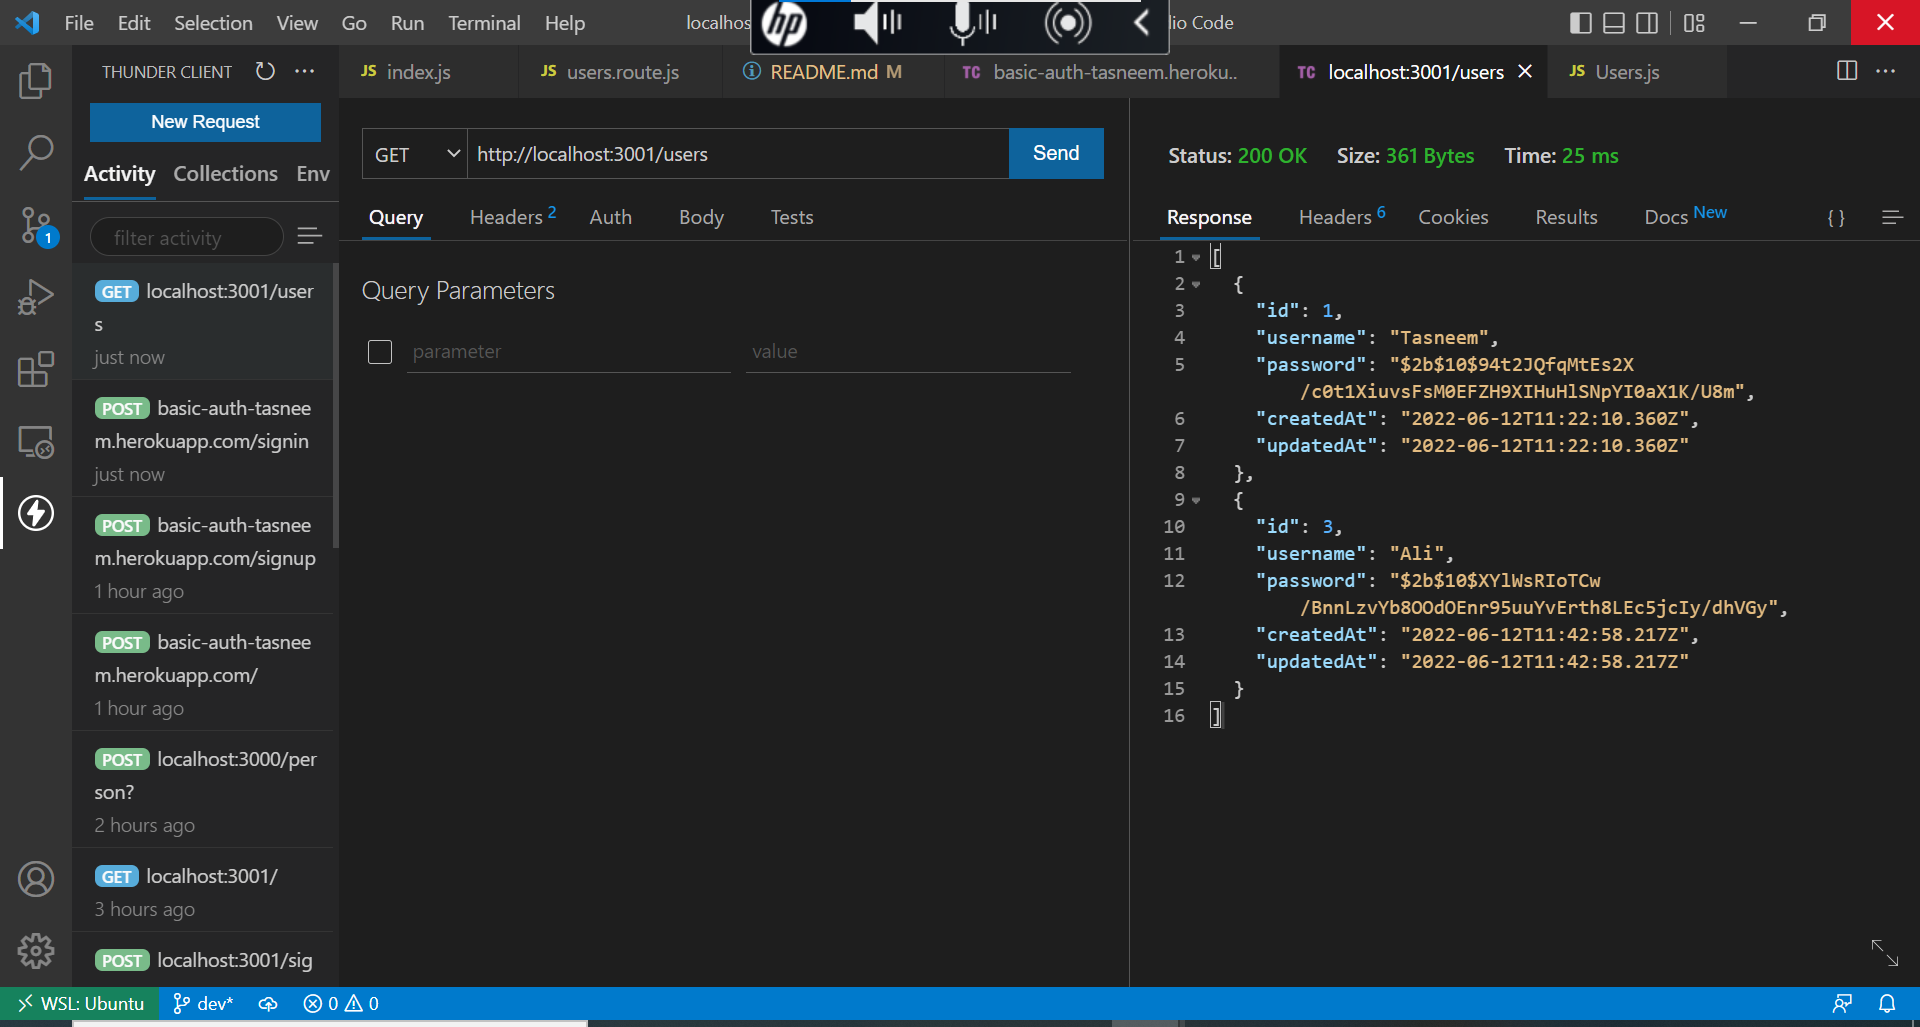 File Edit Selection View Go Run Terminal Help localhos hp io Code
THUNDER CLIENT
JS index.js JS users.route.js README.md M TC basic-auth-tasneem.heroku.. TC localhost:3001/users JS Users.js
New Request
Activity Collections Env
filter activity
GET localhost:3001/user
s
just now
POST basic-auth-tasnee
m.herokuapp.com/signin
just now
POST basic-auth-tasnee
m.herokuapp.com/signup
1 hour ago
POST basic-auth-tasnee
m.herokuapp.com/
1 hour ago
POST localhost:3000/per
son?
2 hours ago
GET localhost:3001/
3 hours ago
POST localhost:3001/sig
GET http://localhost:3001/users Send
Query Headers 2 Auth Body Tests
Query Parameters
parameter value
Status: 200 OK Size: 361 Bytes Time: 25 ms
Response Headers 6 Cookies Results Docs New { }
1 [
2 {
3 "id": 1,
4 "username": "Tasneem",
5 "password": "$2b$10$94t2JQfqMtEs2X
/c0t1XiuvsFsM0EFZH9XIHuHlSNpYI0aX1K/U8m",
6 "createdAt": "2022-06-12T11:22:10.360Z",
7 "updatedAt": "2022-06-12T11:22:10.360Z"
8 },
9 {
10 "id": 3,
11 "username": "Ali",
12 "password": "$2b$10$XYlWsRIoTCw
/BnnLzvYb8OOdOEnr95uuYvErth8LEc5jcIy/dhVGy",
13 "createdAt": "2022-06-12T11:42:58.217Z",
14 "updatedAt": "2022-06-12T11:42:58.217Z"
15 }
16 ]
1
WSL: Ubuntu dev* 0 0